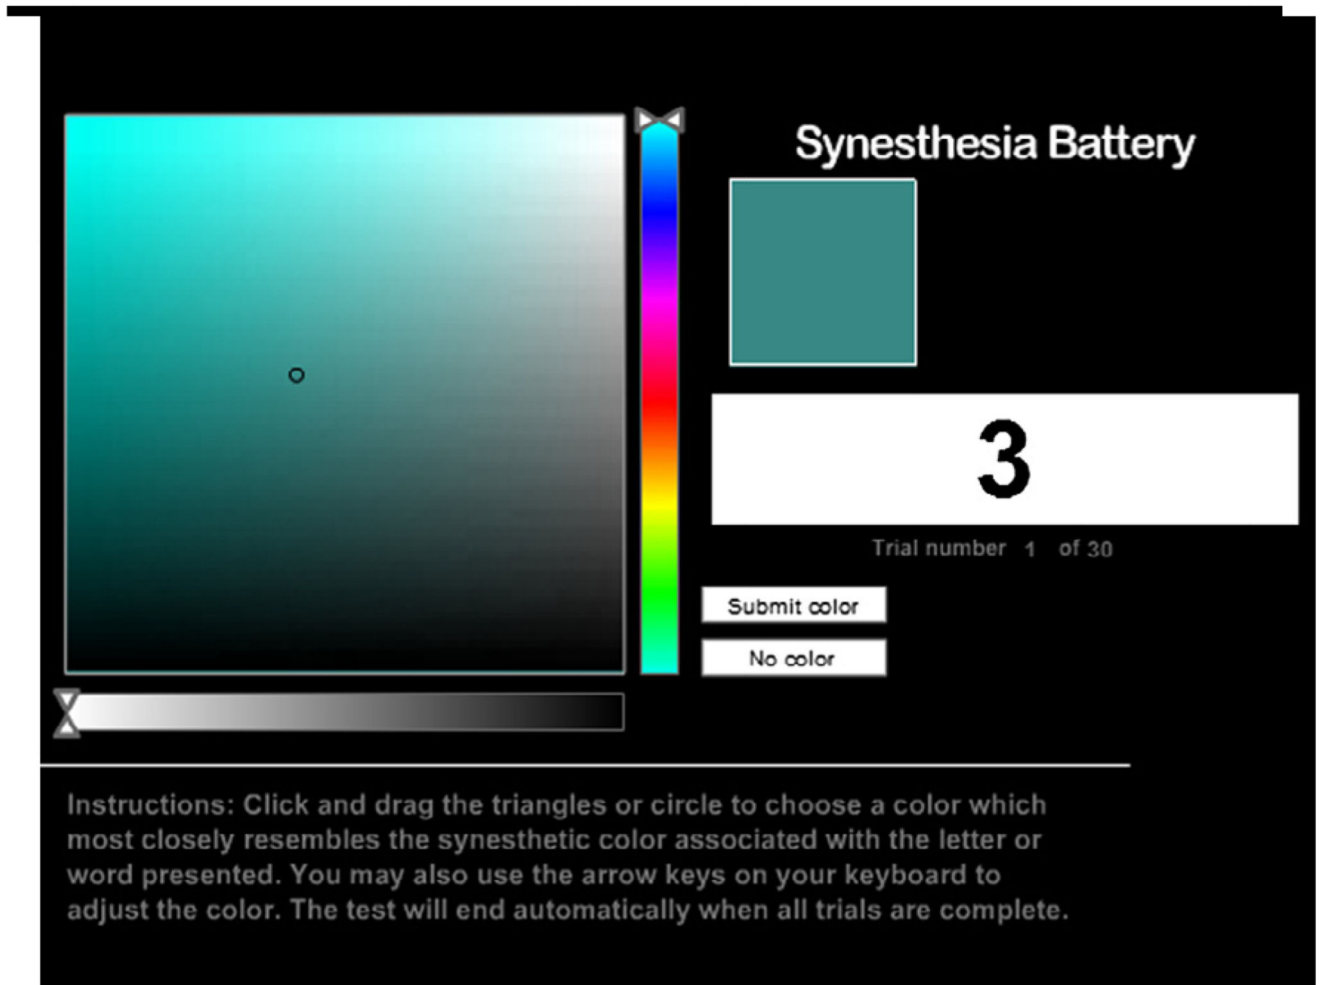 Synesthesia Battery
3
Trial number 1 of 30
Submit color
No color
Instructions: Click and drag the triangles or circle to choose a color which
most closely resembles the synesthetic color associated with the letter or
word presented. You may also use the arrow keys on your keyboard to
adjust the color. The test will end automatically when all trials are complete.